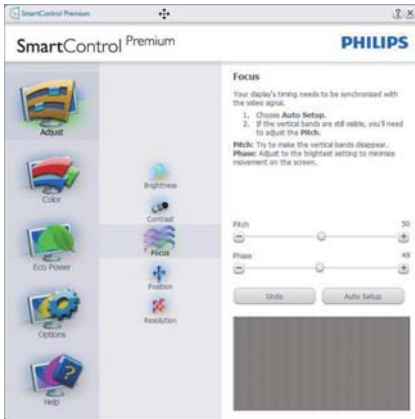 SmartControl Premium
SmartControl Premium
PHILIPS
Adjust
Color
Eco Power
Options
Help
Brightness
Contrast
Focus
Position
Resolution
Focus
Your display's timing needs to be synchronized with
the video signal.
1. Choose Auto Setup.
2. If the vertical bands are still visible, you'll need
to adjust the Pitch.
Pitch: Try to make the vertical bands disappear.
Phase: Adjust to the brightest setting to minimize
movement on the screen.
Pitch 50
Phase 49
Undo Auto Setup